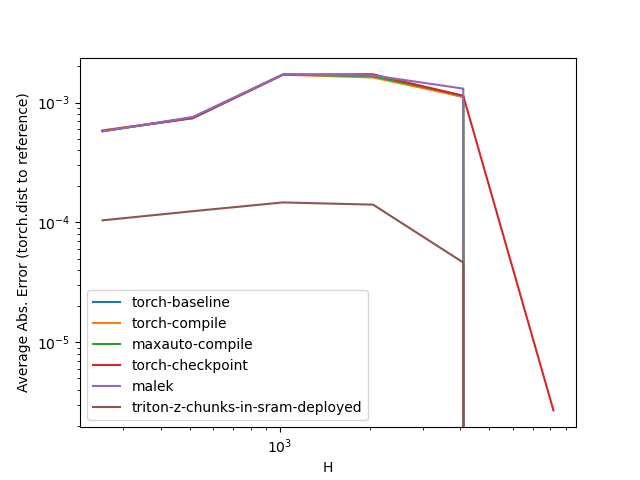 10⁻³
10⁻⁴
10⁻⁵
Average Abs. Error (torch.dist to reference)
torch-baseline
torch-compile
maxauto-compile
torch-checkpoint
malek
triton-z-chunks-in-sram-deployed
10³
H